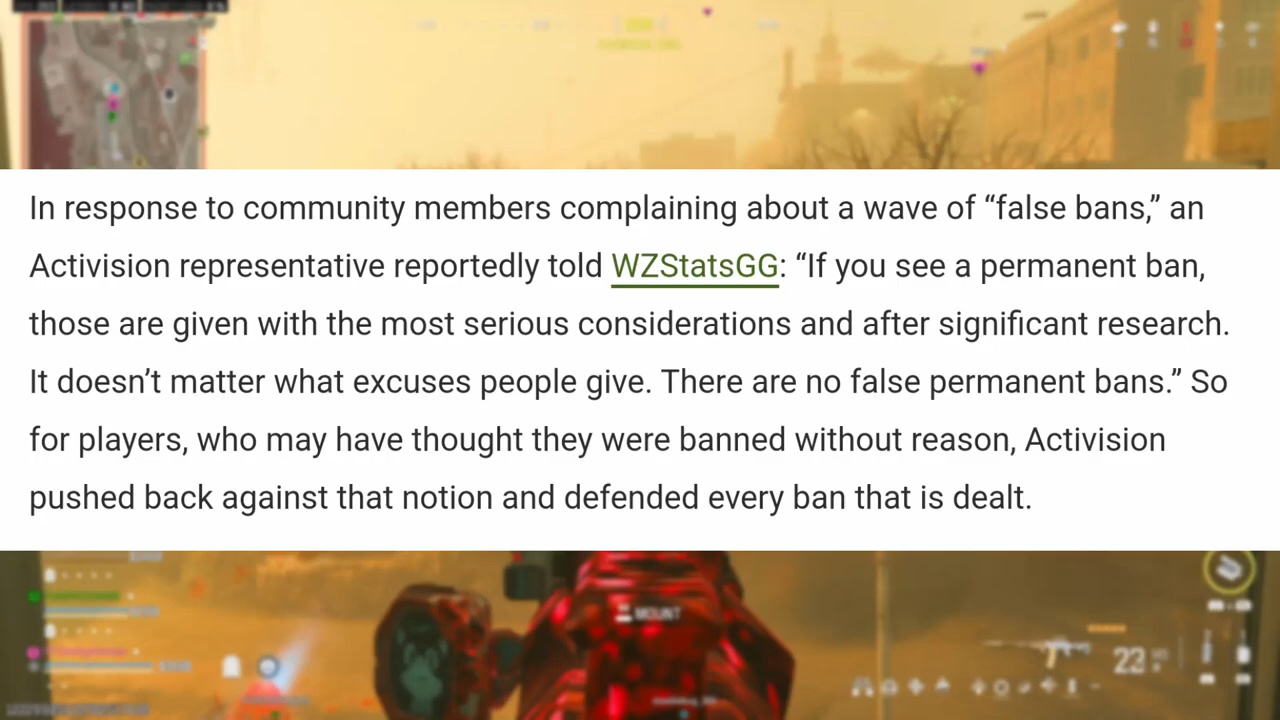 In response to community members complaining about a wave of “false bans,” an
Activision representative reportedly told WZStatsGG: “If you see a permanent ban,
those are given with the most serious considerations and after significant research.
It doesn’t matter what excuses people give. There are no false permanent bans.” So
for players, who may have thought they were banned without reason, Activision
pushed back against that notion and defended every ban that is dealt.
MOUNT
22